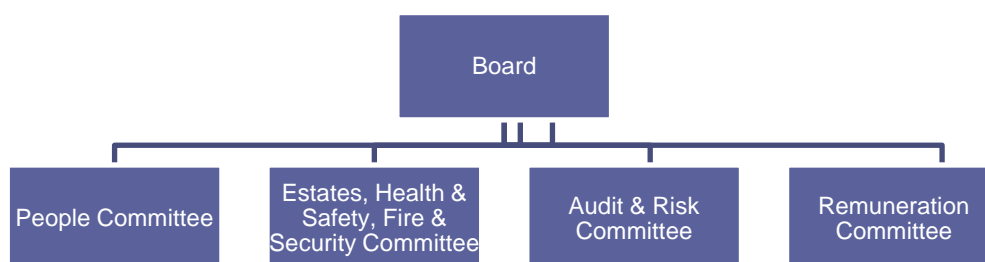 Board
People Committee
Estates, Health &
Safety, Fire &
Security Committee
Audit & Risk
Committee
Remuneration
Committee